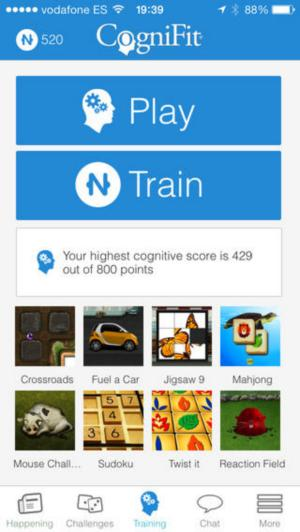 vodafone ES 19:39 88%
520 CogniFit
Play
Train
Your highest cognitive score is 429
out of 800 points
Crossroads Fuel a Car Jigsaw 9 Mahjong
Mouse Chall... Sudoku Twist it Reaction Field
Happening Challenges Training Chat More